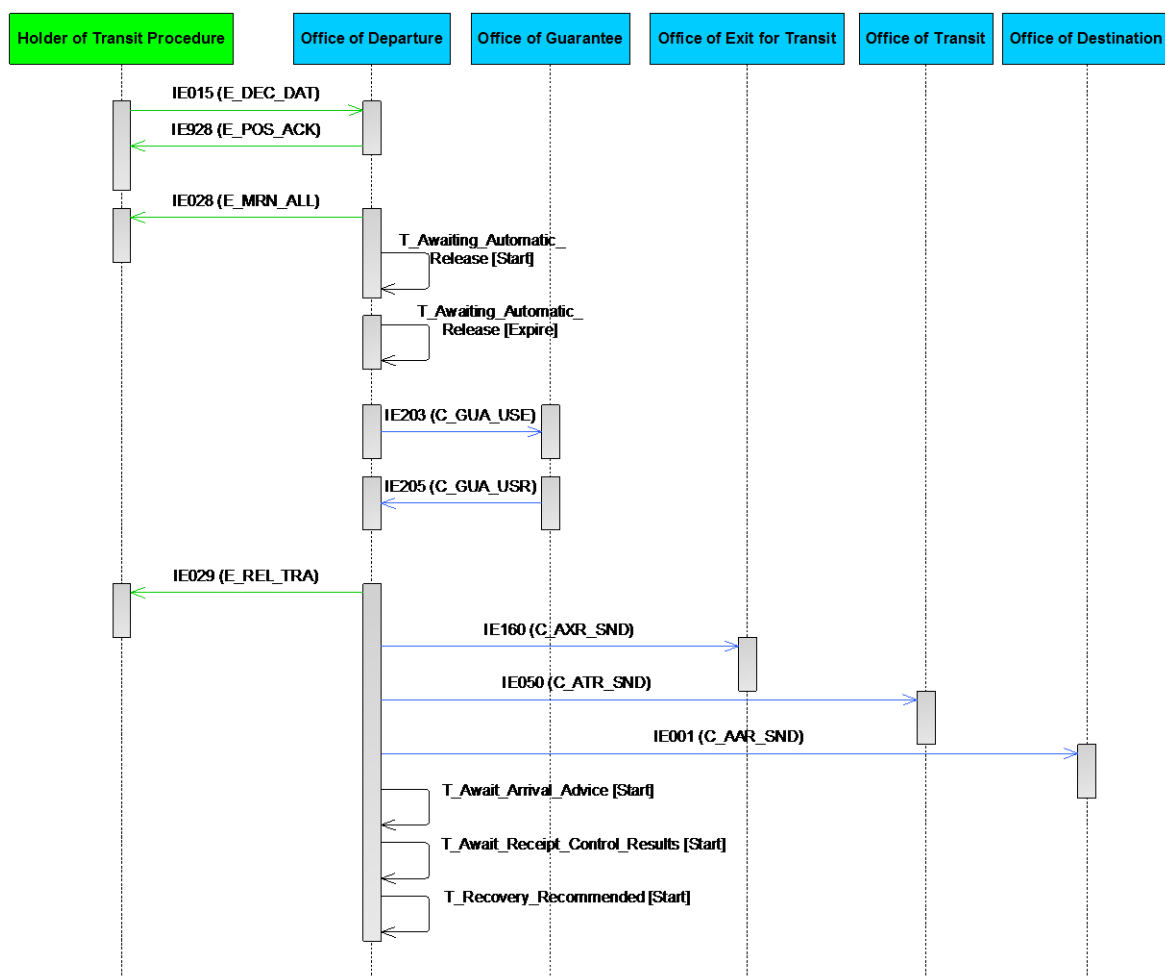 Holder of Transit Procedure
Office of Departure
Office of Guarantee
Office of Exit for Transit
Office of Transit
Office of Destination
IE015 (E_DEC_DAT)
IE928 (E_POS_ACK)
IE028 (E_MRN_ALL)
T_Awaiting_Automatic_
Release [Start]
T_Awaiting_Automatic_
Release [Expire]
IE203 (C_GUA_USE)
IE205 (C_GUA_USR)
IE029 (E_REL_TRA)
IE160 (C_AXR_SND)
IE050 (C_ATR_SND)
IE001 (C_AAR_SND)
T_Await_Arrival_Advice [Start]
T_Await_Receipt_Control_Results [Start]
T_Recovery_Recommended [Start]